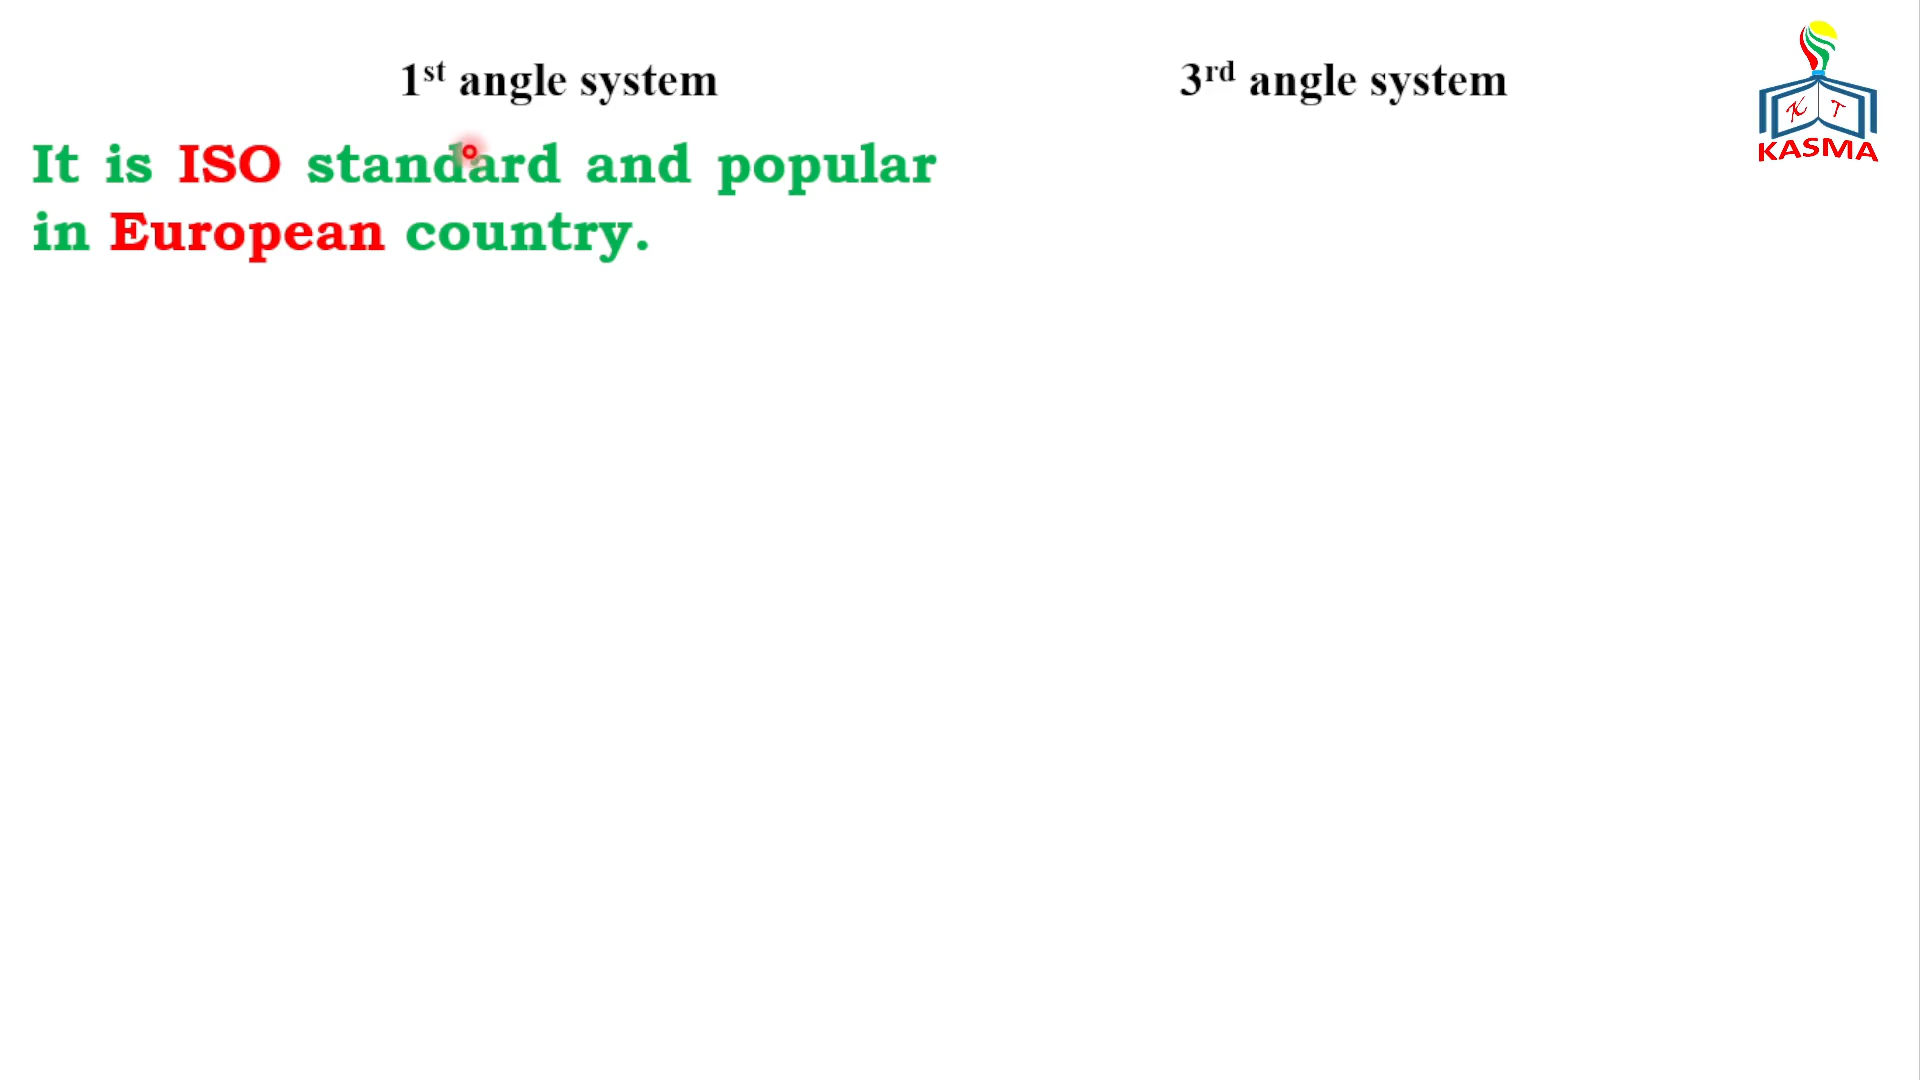 1st angle system
3rd angle system
It is ISO standard and popular
in European country.
K T
KASMA